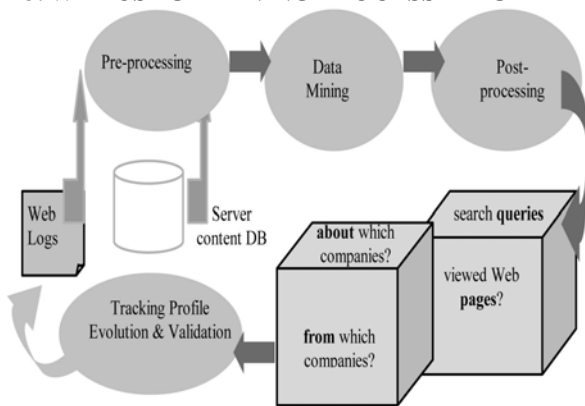 Pre-processing
Data
Mining
Post-
processing
Web
Logs
Server
content DB
about which
companies?
search queries
from which
companies?
viewed Web
pages?
Tracking Profile
Evolution & Validation